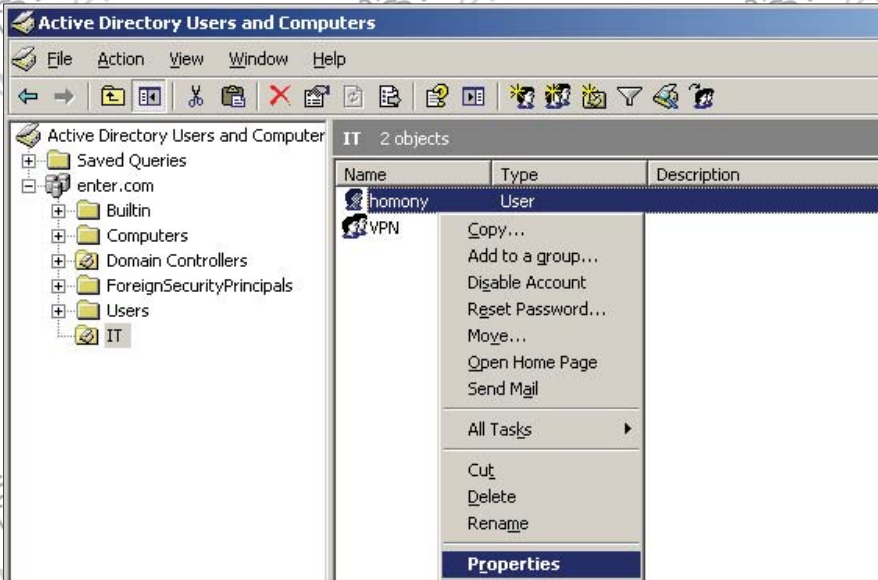 Active Directory Users and Computers
File Action View Window Help
Active Directory Users and Computer
Saved Queries
enter.com
Builtin
Computers
Domain Controllers
ForeignSecurityPrincipals
Users
IT
IT 2 objects
Name Type Description
homony User
VPN
Copy...
Add to a group...
Disable Account
Reset Password...
Move...
Open Home Page
Send Mail
All Tasks
Cut
Delete
Rename
Properties